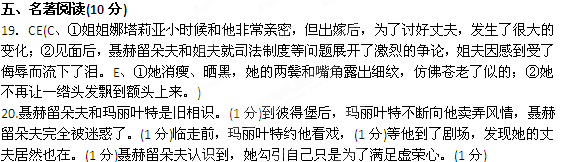 五、名著阅读(10 分)
19. CE(C、①姐姐娜塔莉亚小时候和他非常亲密，但出嫁后，为了讨好丈夫，发生了很大的
变化；②见面后，聂赫留朵夫和姐夫就司法制度等问题展开了激烈的争论，姐夫因感到受了
侮辱而流下了泪。E、①她消瘦、晒黑，她的两鬓和嘴角露出细纹，仿佛苍老了似的；②她
不再让一绺头发飘到额头上来。)
20.聂赫留朵夫和玛丽叶特是旧相识。(1 分)到彼得堡后，玛丽叶特不断向他卖弄风情，聂赫
留朵夫完全被迷惑了。(1 分)临走前，玛丽叶特约他看戏，(1 分)等他到了剧场，发现她的丈
夫居然也在。(1 分)聂赫留朵夫认识到，她勾引自己只是为了满足虚荣心。(1 分)